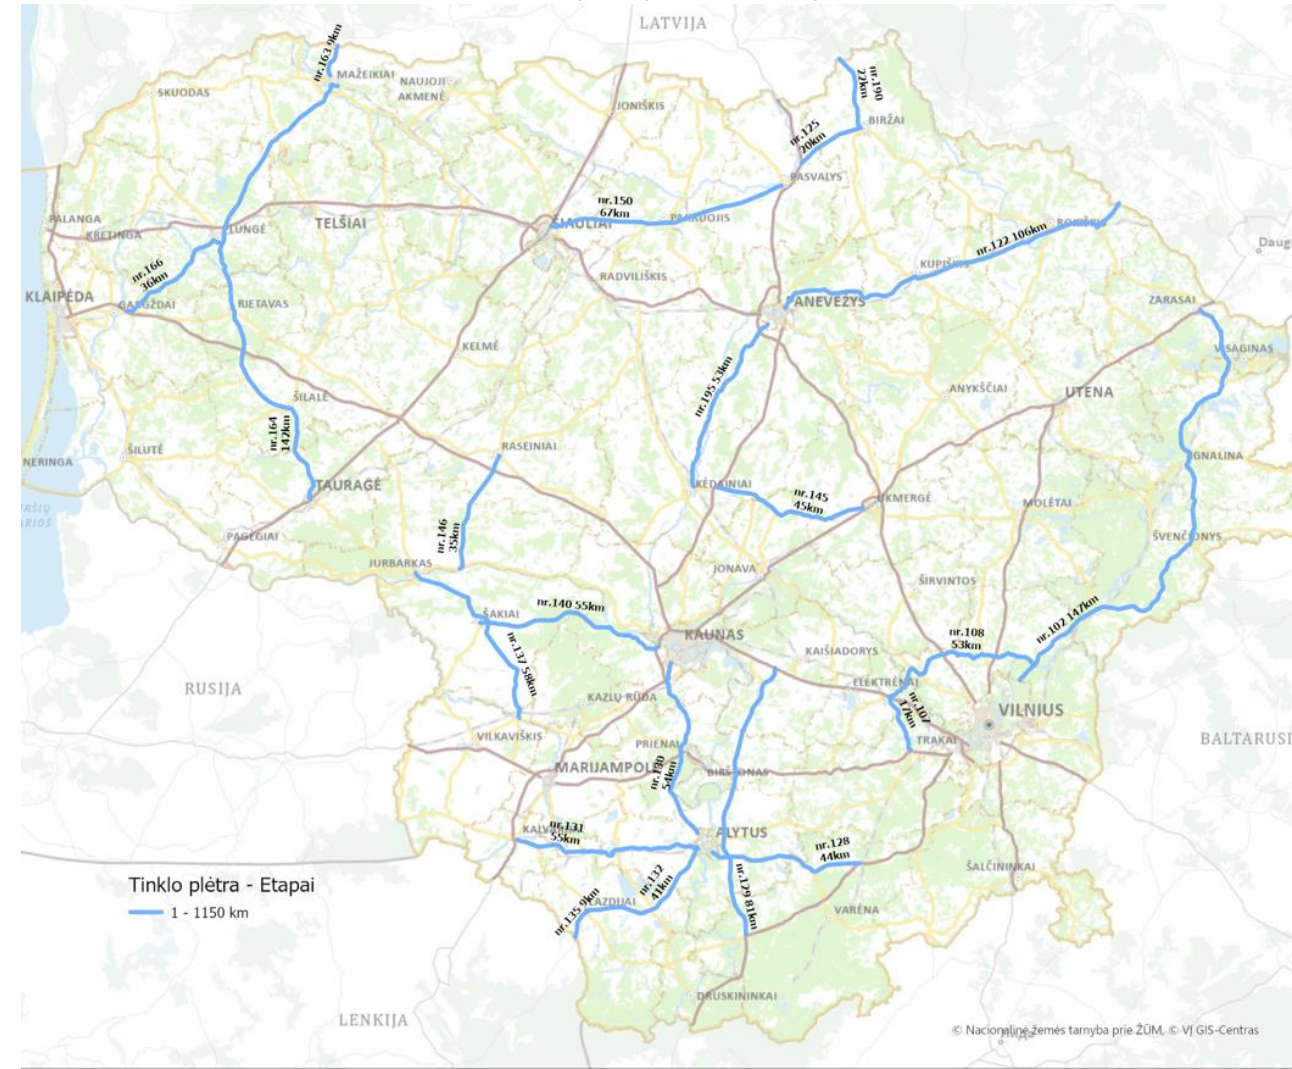 LATVIJA
nr.163 9km
MAŽEIKIAI
NAUJOJI
AKMENĖ
SKUODAS
JONIŠKIS
nr.190
22km
BIRŽAI
nr.125
20km
PASVALYS
nr.150
67km
PAKRUOJIS
ŠIAULIAI
TELŠIAI
PALANGA
KRETINGA
PLUNGĖ
ROKIŠKIS
nr.122 106km
Daug
KUPIŠKIS
nr.166
36km
RADVILIŠKIS
KLAIPĖDA
GARGŽDAI
RIETAVAS
PANEVĖŽYS
ZARASAI
VISAGINAS
KELMĖ
nr.195 53km
ANYKŠČIAI
UTENA
ŠILALĖ
nr.164
142km
ŠILUTĖ
RASEINIAI
IGNALINA
NERINGA
TAURAGĖ
KĖDAINIAI
nr.145
45km
UKMERGĖ
MOLĖTAI
RŠIŲ
RIOS
PAGĖGIAI
nr.146
35km
ŠVENČIONYS
JURBARKAS
JONAVA
ŠIRVINTOS
ŠAKIAI
nr.140 55km
KAUNAS
nr.102 147km
nr.108
53km
nr.137 58km
KAIŠIADORYS
RUSIJA
KAZLŲ RŪDA
ELEKTRĖNAI
nr.107
17km
VILNIUS
VILKAVIŠKIS
PRIENAI
TRAKAI
BALTARUSI
MARIJAMPOLĖ
nr.130
54km
BIRŠTONAS
KALVARIJA
nr.131
55km
ALYTUS
nr.128
44km
ŠALČININKAI
Tinklo plėtra - Etapai
1 - 1150 km
nr.132
41km
LAZDIJAI
nr.135 9km
nr.129 81km
VARĖNA
DRUSKININKAI
LENKIJA
© Nacionalinė žemės tarnyba prie ŽŪM, © VĮ GIS-Centras